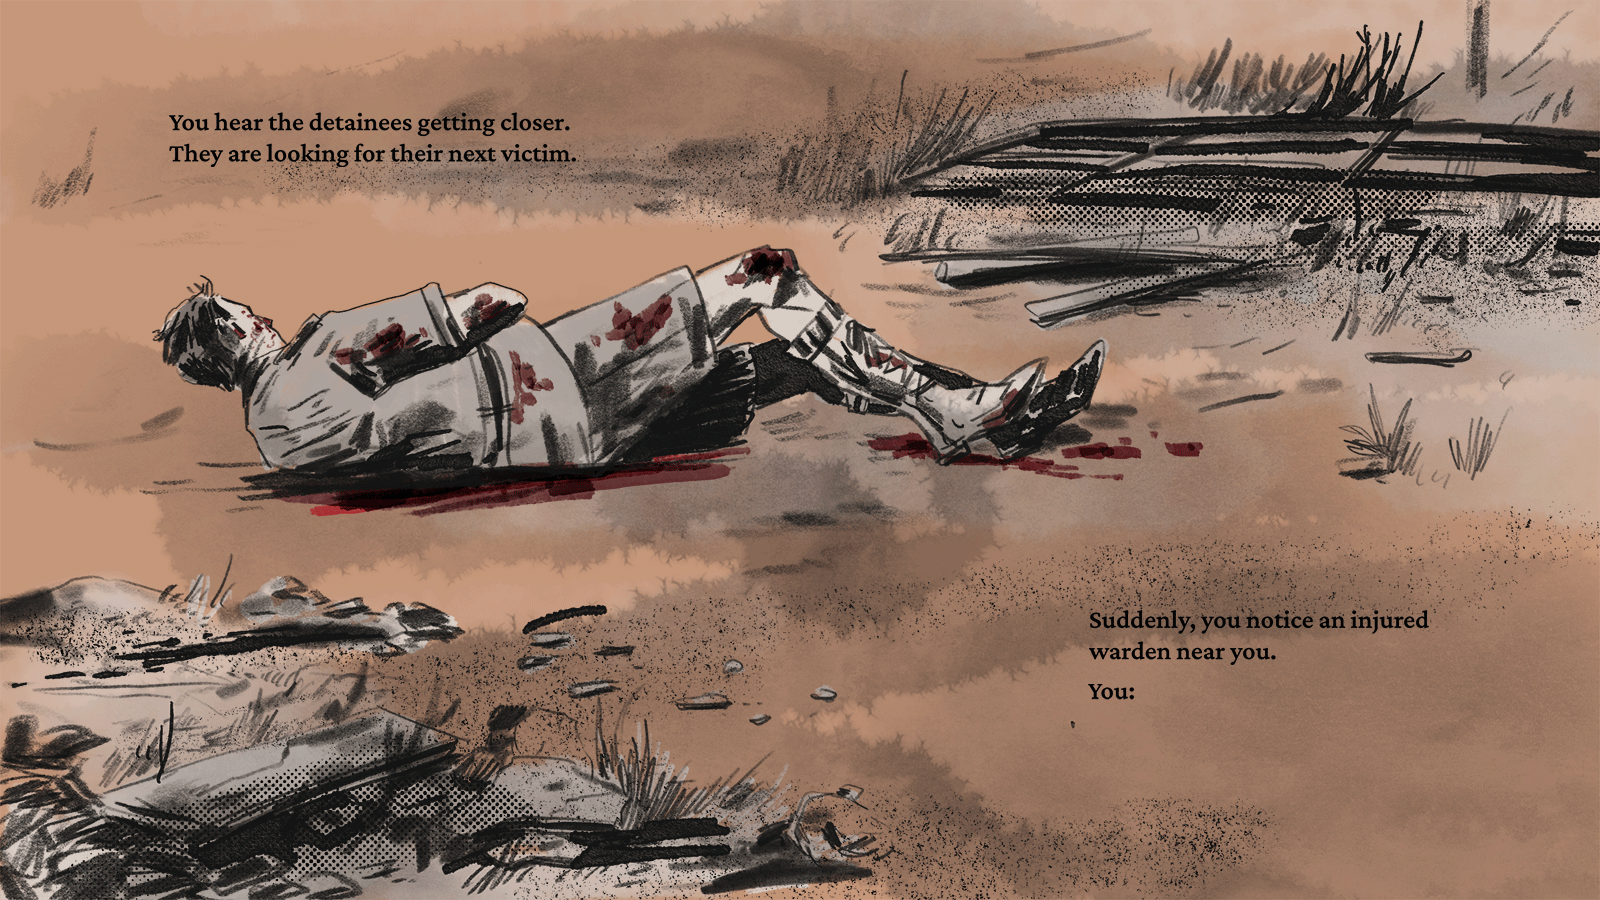 You hear the detainees getting closer.
They are looking for their next victim.
Suddenly, you notice an injured
warden near you.
You: